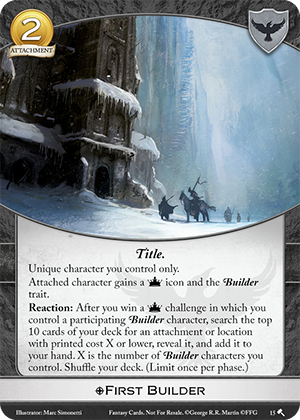 2
ATTACHMENT
Title.
Unique character you control only.
Attached character gains a icon and the Builder
trait.
Reaction: After you win a challenge in which you
control a participating Builder character, search the top
10 cards of your deck for an attachment or location
with printed cost X or lower, reveal it, and add it to
your hand. X is the number of Builder characters you
control. Shuffle your deck. (Limit once per phase.)
First Builder
Illustrator: Marc Simonetti Fantasy Cards. Not For Resale. ©George R.R. Martin ©FFG 15